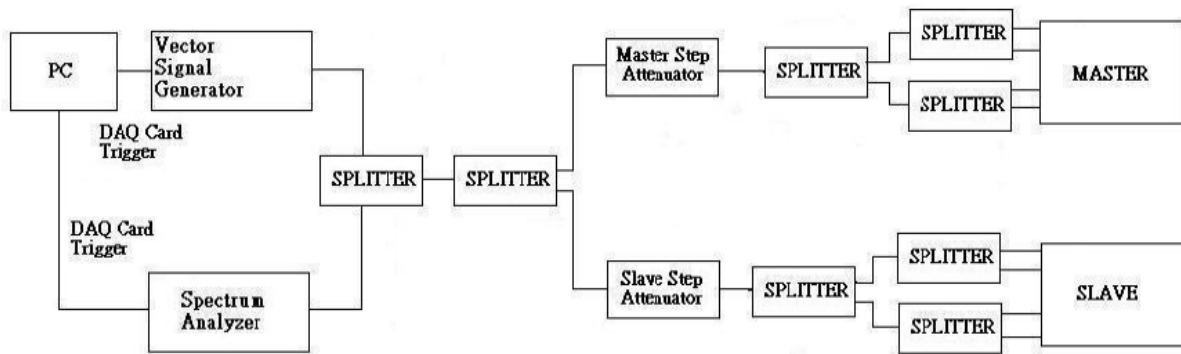 PC
Vector
Signal
Generator
DAQ Card
Trigger
DAQ Card
Trigger
Spectrum
Analyzer
SPLITTER
SPLITTER
Master Step
Attenuator
SPLITTER
SPLITTER
SPLITTER
MASTER
Slave Step
Attenuator
SPLITTER
SPLITTER
SPLITTER
SLAVE